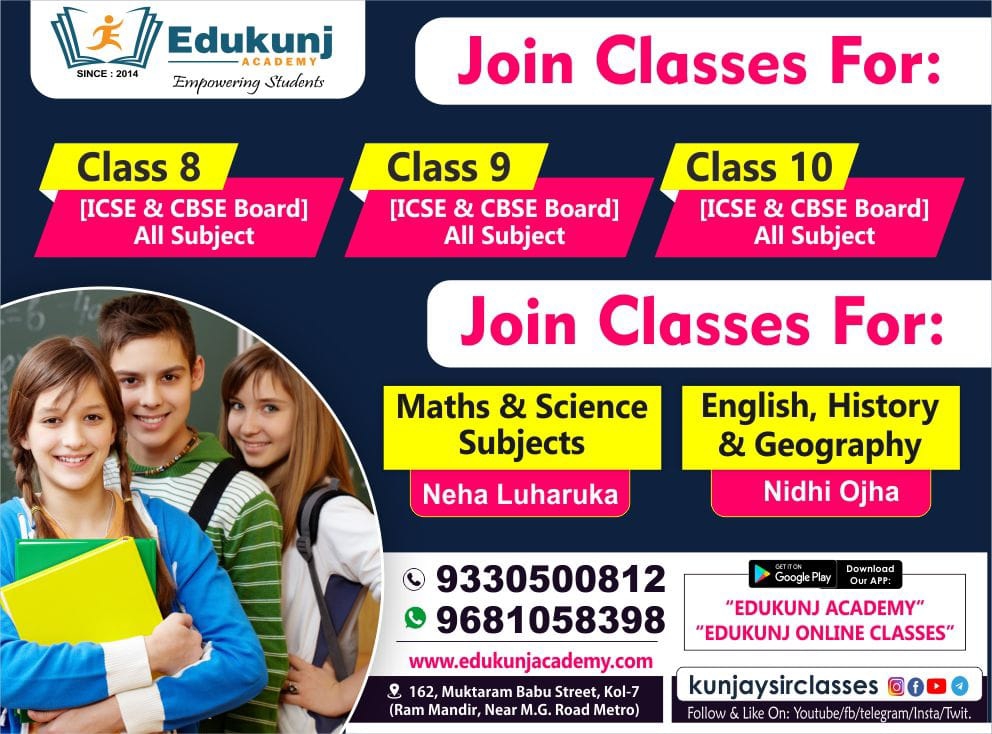 Edukunj
ACADEMY
SINCE : 2014
Empowering Students
Join Classes For:
Class 8
[ICSE & CBSE Board]
All Subject
Class 9
[ICSE & CBSE Board]
All Subject
Class 10
[ICSE & CBSE Board]
All Subject
Join Classes For:
Maths & Science
Subjects
Neha Luharuka
English, History
& Geography
Nidhi Ojha
9330500812
9681058398
www.edukunjacademy.com
162, Muktaram Babu Street, Kol-7
(Ram Mandir, Near M.G. Road Metro)
GET IT ON
Google Play
Download
Our APP:
“EDUKUNJ ACADEMY”
“EDUKUNJ ONLINE CLASSES”
kunjaysirclasses
Follow & Like On: Youtube/fb/telegram/Insta/Twit.